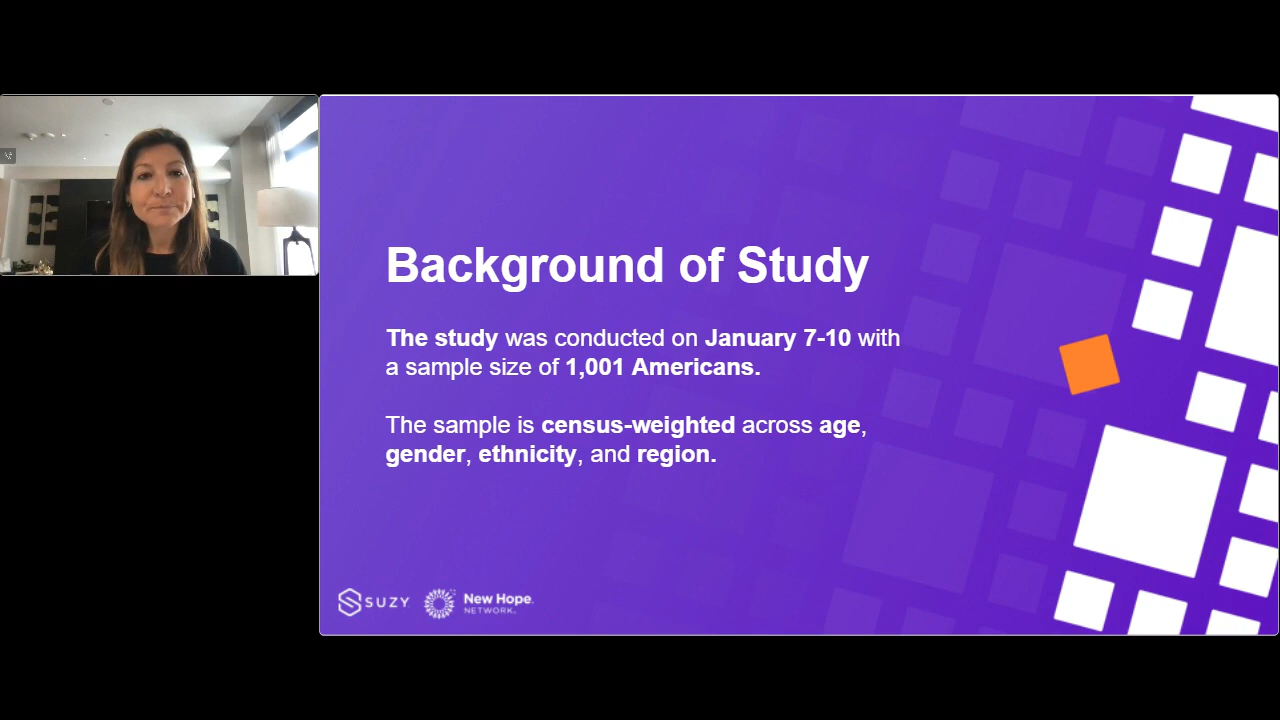 Background of Study
The study was conducted on January 7-10 with
a sample size of 1,001 Americans.
The sample is census-weighted across age,
gender, ethnicity, and region.
SUZY
New Hope
NETWORK